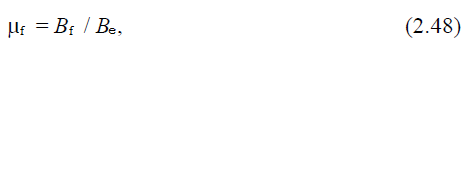 μf = Bf / Be, (2.48)